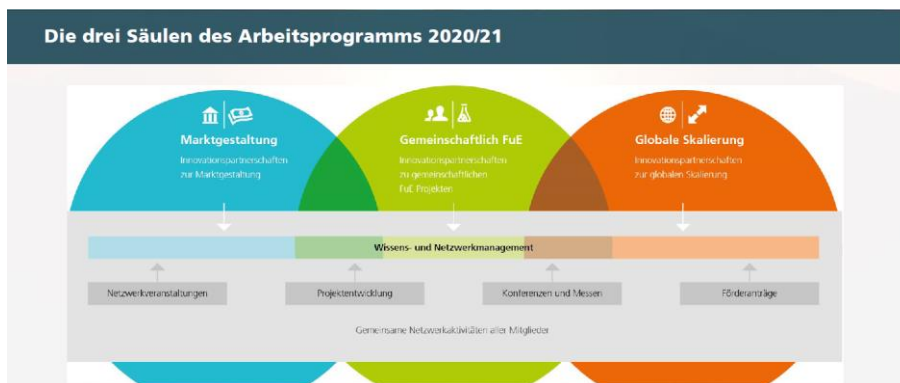 Die drei Säulen des Arbeitsprogramms 2020/21
Marktgestaltung
Innovationspartnerschaften
zur Marktgestaltung
Gemeinschaftlich FuE
Innovationspartnerschaften
zu gemeinschaftlichen
FuE Projekten
Globale Skalierung
Innovationspartnerschaften
zur globalen Skalierung
Wissens- und Netzwerkmanagement
Netzwerkveranstaltungen
Projektentwicklung
Konferenzen und Messen
Förderanträge
Gemeinsame Netzwerkaktivitäten aller Mitglieder